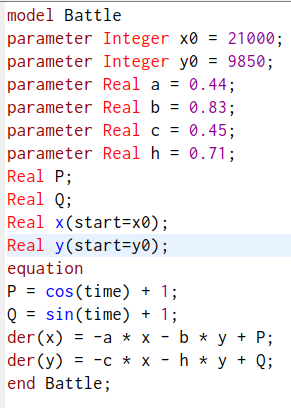 model Battle
parameter Integer x0 = 21000;
parameter Integer y0 = 9850;
parameter Real a = 0.44;
parameter Real b = 0.83;
parameter Real c = 0.45;
parameter Real h = 0.71;
Real P;
Real Q;
Real x(start=x0);
Real y(start=y0);
equation
P = cos(time) + 1;
Q = sin(time) + 1;
der(x) = -a * x - b * y + P;
der(y) = -c * x - h * y + Q;
end Battle;